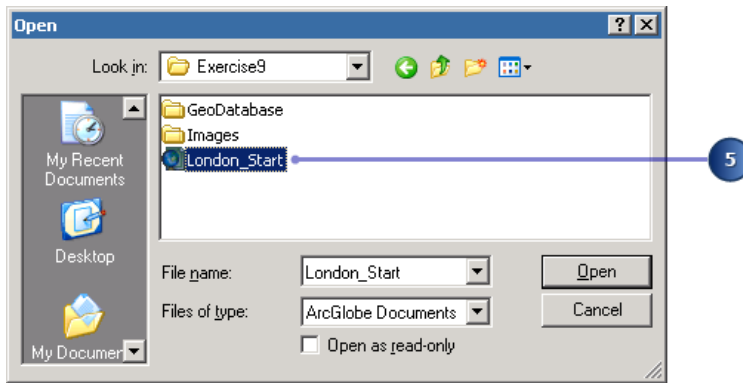 Open
Look in: Exercise9
GeoDatabase
Images
London_Start
5
My Recent
Documents
Desktop
My Documen
File name: London_Start Open
Files of type: ArcGlobe Documents Cancel
Open as read-only